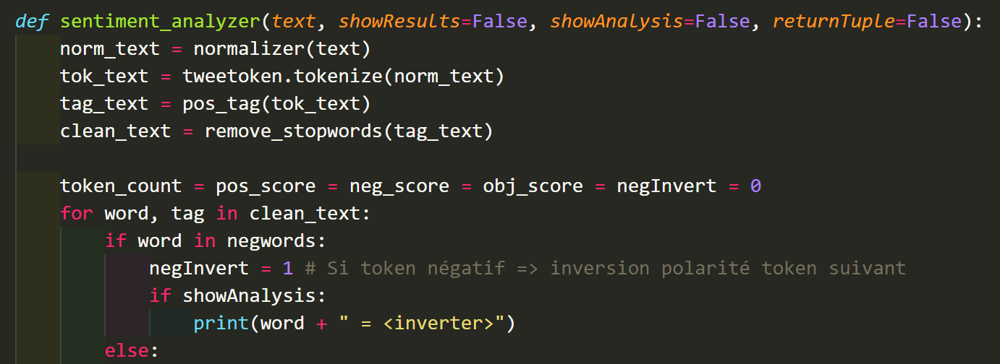 def sentiment_analyzer(text, showResults=False, showAnalysis=False, returnTuple=False):
    norm_text = normalizer(text)
    tok_text = tweetoken.tokenize(norm_text)
    tag_text = pos_tag(tok_text)
    clean_text = remove_stopwords(tag_text)

    token_count = pos_score = neg_score = obj_score = negInvert = 0
    for word, tag in clean_text:
        if word in negwords:
            negInvert = 1 # Si token négatif => inversion polarité token suivant
            if showAnalysis:
                print(word + " = <inverter>")
        else: